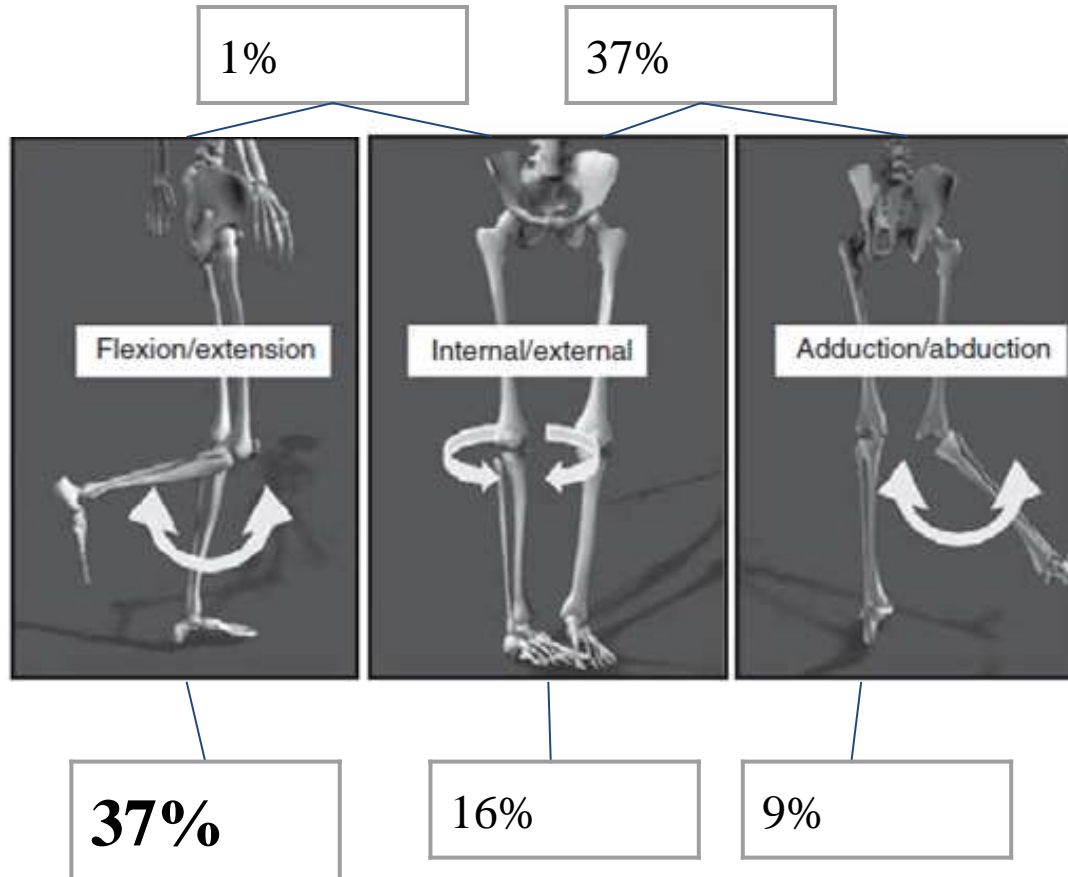 1%
37%
Flexion/extension
Internal/external
Adduction/abduction
37%
16%
9%